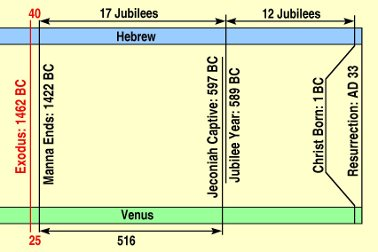 40
17 Jubilees
12 Jubilees
Hebrew
Exodus: 1462 BC
Manna Ends: 1422 BC
Jeconiah Captive: 597 BC
Jubilee Year: 589 BC
Christ Born: 1 BC
Resurrection: AD 33
Venus
25
516